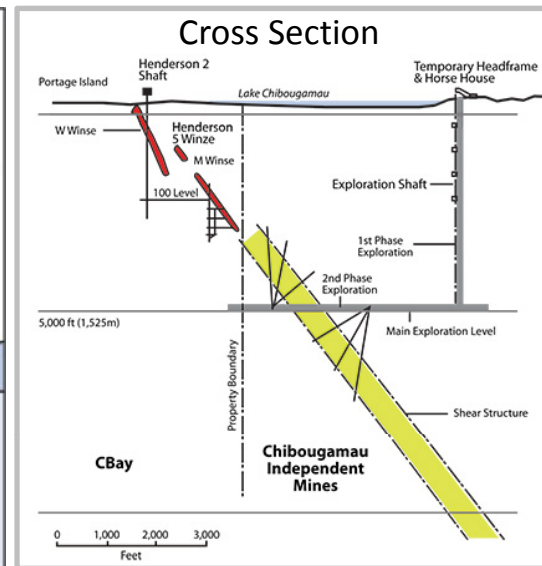 Cross Section
Henderson 2
Shaft
Temporary Headframe
& Horse House
Portage Island
Lake Chibougamau
W Winse
Henderson
5 Winze
M Winse
100 Level
Exploration Shaft
1st Phase
Exploration
2nd Phase
Exploration
5,000 ft (1,525m)
Main Exploration Level
Property Boundary
Shear Structure
CBay
Chibougamau
Independent
Mines
0 1,000 2,000 3,000
Feet